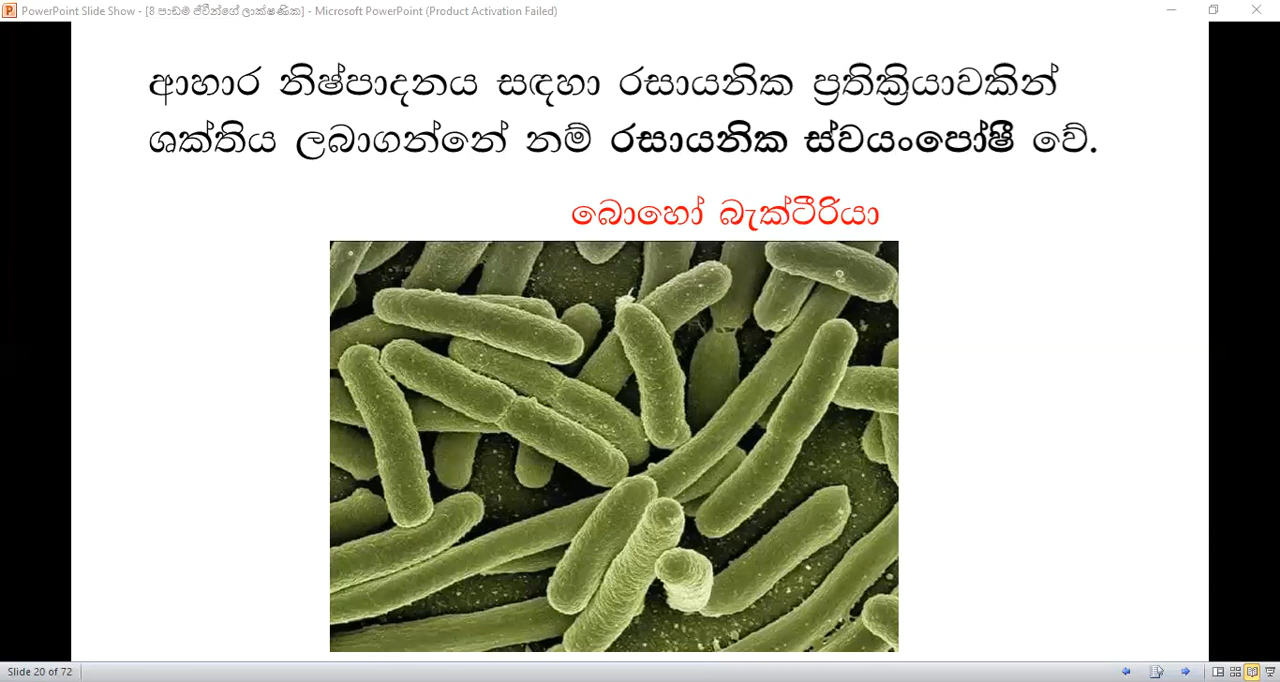 PowerPoint Slide Show - [8 පාඩම ජීවීන්ගේ ලාක්ෂණික] - Microsoft PowerPoint (Product Activation Failed)
ආහාර නිෂ්පාදනය සඳහා රසායනික ප්‍රතික්‍රියාවකින්
ශක්තිය ලබාගන්නේ නම් රසායනික ස්වයංපෝෂී වේ.
බොහෝ බැක්ටීරියා
Slide 20 of 72